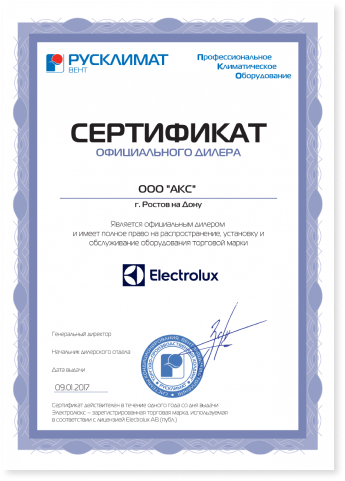 РУСКЛИМАТ
ВЕНТ
Профессиональное
Климатическое
Оборудование
СЕРТИФИКАТ
ОФИЦИАЛЬНОГО ДИЛЕРА
ООО "АКС"
г. Ростов на Дону
Является официальным дилером
и имеет полное право на распространие, установку и
обслуживание оборудования торговой марки
Electrolux
Генеральный директор
Начальник дилерского отдела
Дата выдачи
09.01.2017
РУСКЛИМАТ
Сертификат действителен в течение одного года со дня выдачи
Электролюкс – зарегистрированная торговая марка, используемая
в соответствии с лицензией Electrolux AB (публ.)